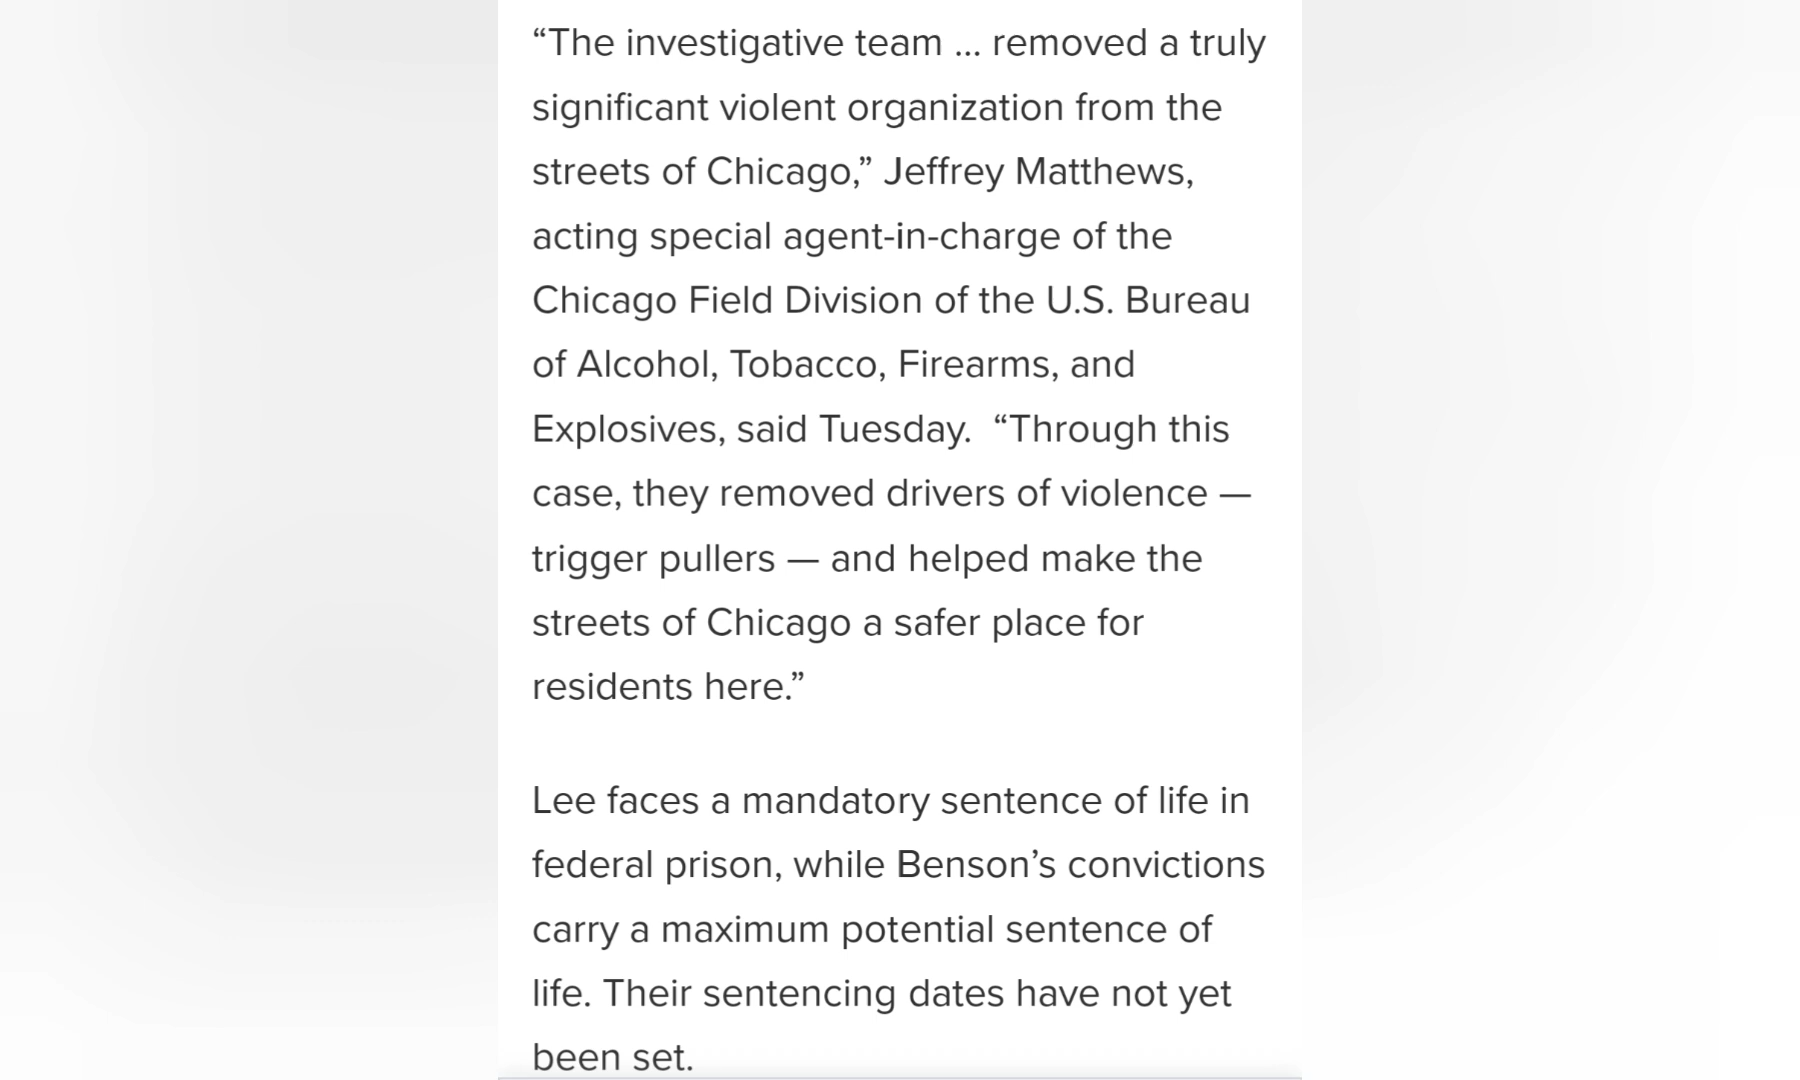 “The investigative team ... removed a truly
significant violent organization from the
streets of Chicago,” Jeffrey Matthews,
acting special agent-in-charge of the
Chicago Field Division of the U.S. Bureau
of Alcohol, Tobacco, Firearms, and
Explosives, said Tuesday.  “Through this
case, they removed drivers of violence —
trigger pullers — and helped make the
streets of Chicago a safer place for
residents here.”
Lee faces a mandatory sentence of life in
federal prison, while Benson’s convictions
carry a maximum potential sentence of
life. Their sentencing dates have not yet
been set.